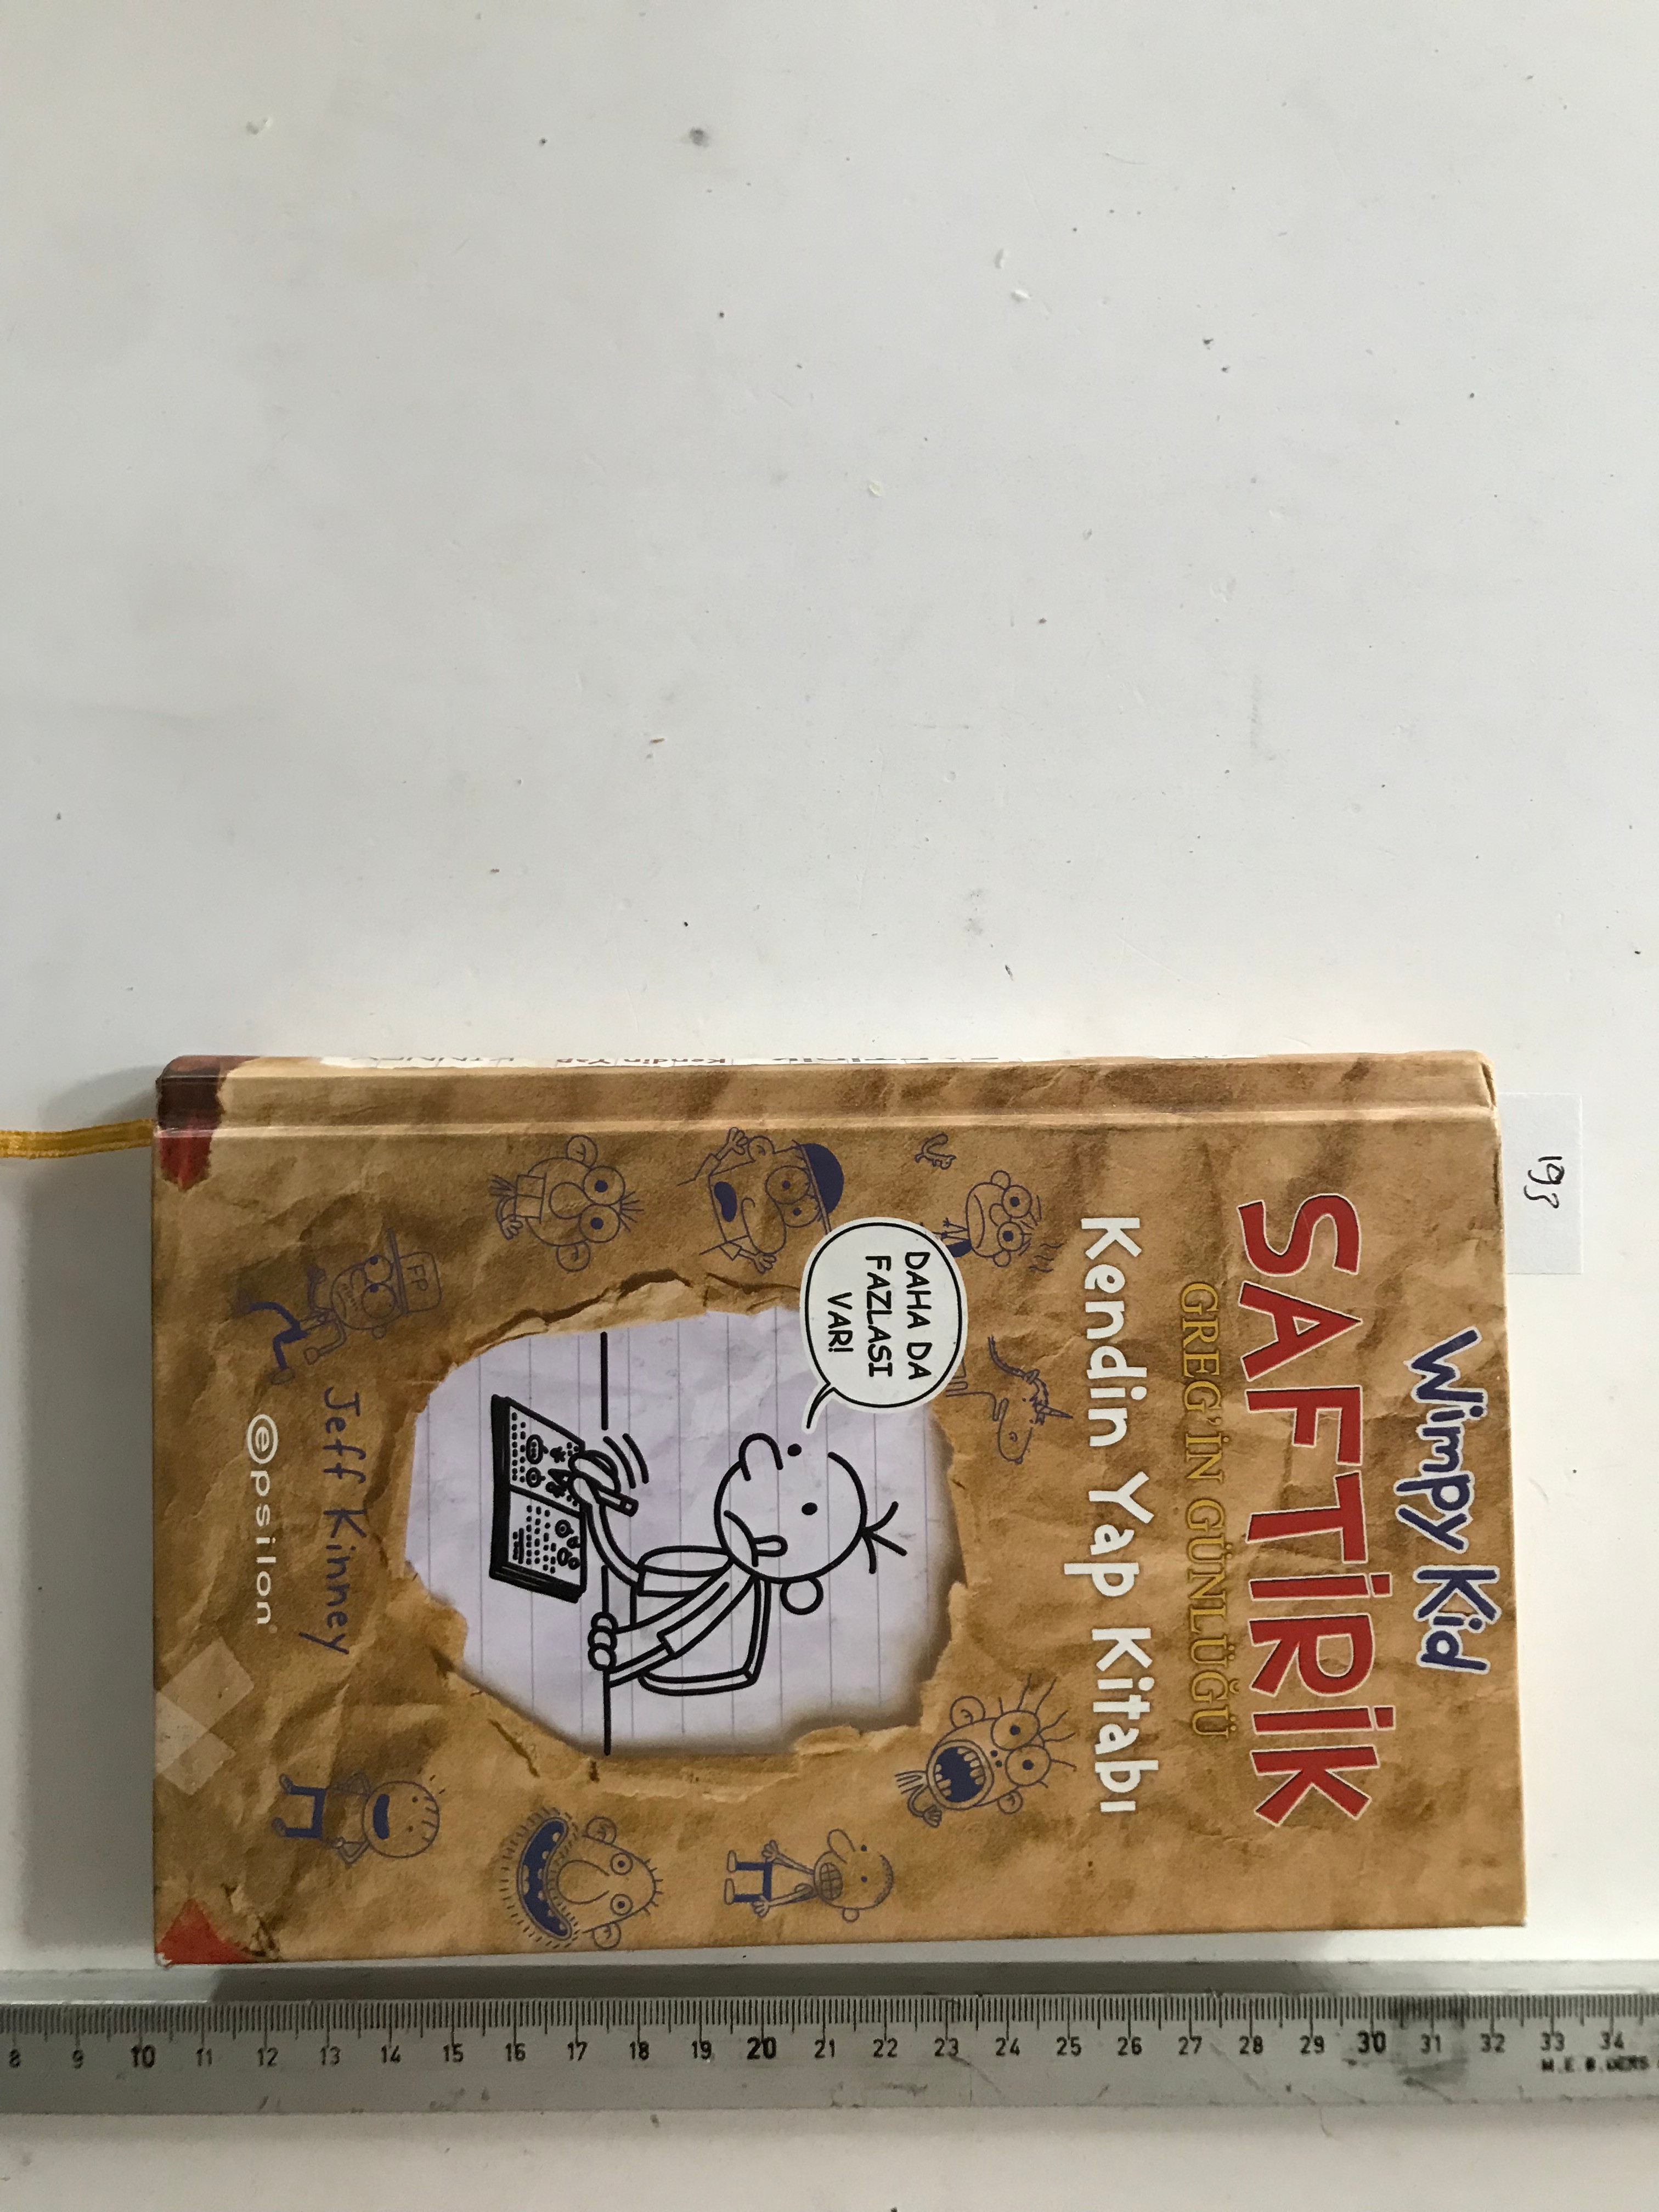 Wimpy Kid
SAFTİRİK
GREG'İN GÜNLÜĞÜ
Kendin Yap Kitabı
DAHA DA
FAZLASI
VAR!
FP
Jeff Kinney
epsilon
193
8 9 10 11 12 13 14 15 16 17 18 19 20 21 22 23 24 25 26 27 28 29 30 31 32 33 34